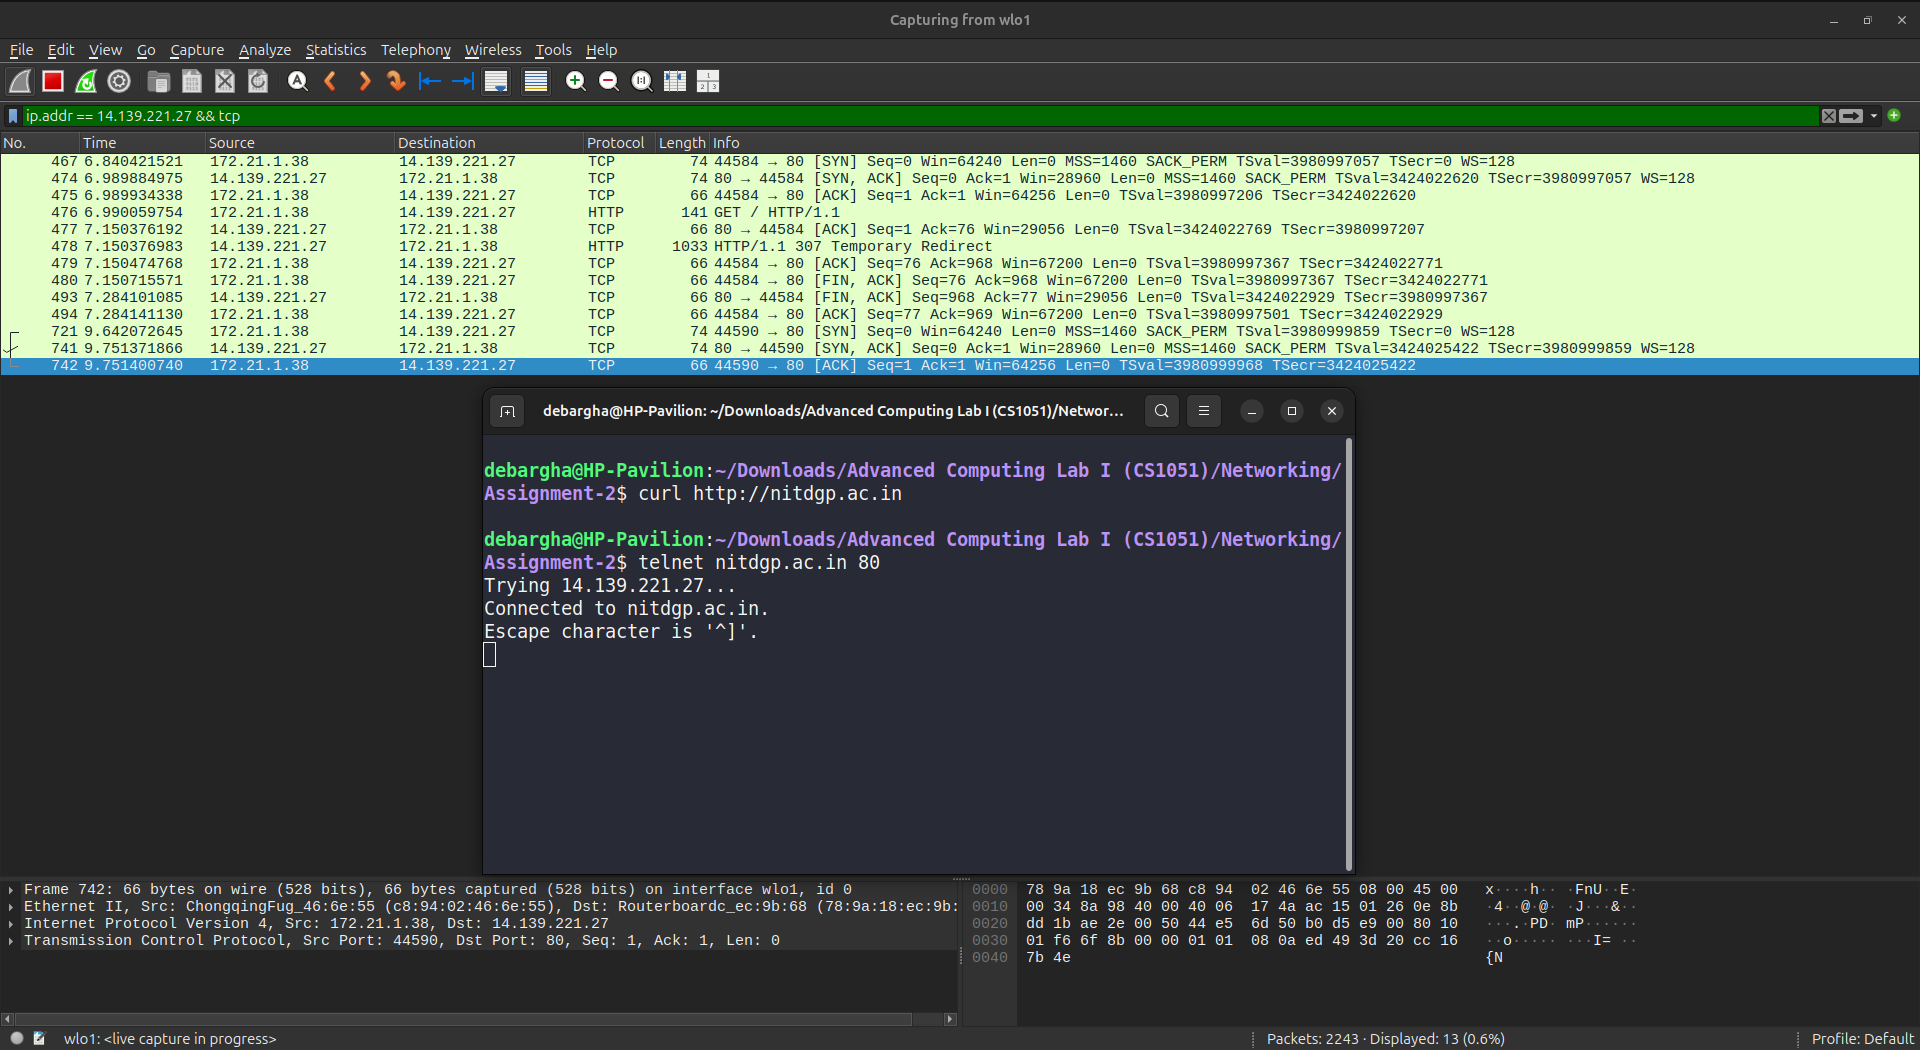 Capturing from wlo1
File Edit View Go Capture Analyze Statistics Telephony Wireless Tools Help
ip.addr == 14.139.221.27 && tcp
No. Time Source Destination Protocol Length Info
467 6.840421521 172.21.1.38 14.139.221.27 TCP 74 44584 → 80 [SYN] Seq=0 Win=64240 Len=0 MSS=1460 SACK_PERM TSval=3980997057 TSecr=0 WS=128
474 6.989884975 14.139.221.27 172.21.1.38 TCP 74 80 → 44584 [SYN, ACK] Seq=0 Ack=1 Win=28960 Len=0 MSS=1460 SACK_PERM TSval=3424022620 TSecr=3980997057 WS=128
475 6.989934338 172.21.1.38 14.139.221.27 TCP 66 44584 → 80 [ACK] Seq=1 Ack=1 Win=64256 Len=0 TSval=3980997206 TSecr=3424022620
476 6.990059754 172.21.1.38 14.139.221.27 HTTP 141 GET / HTTP/1.1
477 7.150376192 14.139.221.27 172.21.1.38 TCP 66 80 → 44584 [ACK] Seq=1 Ack=76 Win=29056 Len=0 TSval=3424022769 TSecr=3980997207
478 7.150376983 14.139.221.27 172.21.1.38 HTTP 1033 HTTP/1.1 307 Temporary Redirect
479 7.150474768 172.21.1.38 14.139.221.27 TCP 66 44584 → 80 [ACK] Seq=76 Ack=968 Win=67200 Len=0 TSval=3980997367 TSecr=3424022771
480 7.150715571 172.21.1.38 14.139.221.27 TCP 66 44584 → 80 [FIN, ACK] Seq=76 Ack=968 Win=67200 Len=0 TSval=3980997367 TSecr=3424022771
493 7.284101085 14.139.221.27 172.21.1.38 TCP 66 80 → 44584 [FIN, ACK] Seq=968 Ack=77 Win=29056 Len=0 TSval=3424022929 TSecr=3980997367
494 7.284141130 172.21.1.38 14.139.221.27 TCP 66 44584 → 80 [ACK] Seq=77 Ack=969 Win=67200 Len=0 TSval=3980997501 TSecr=3424022929
721 9.642072645 172.21.1.38 14.139.221.27 TCP 74 44590 → 80 [SYN] Seq=0 Win=64240 Len=0 MSS=1460 SACK_PERM TSval=3980999859 TSecr=0 WS=128
741 9.751371866 14.139.221.27 172.21.1.38 TCP 74 80 → 44590 [SYN, ACK] Seq=0 Ack=1 Win=28960 Len=0 MSS=1460 SACK_PERM TSval=3424025422 TSecr=3980999859 WS=128
742 9.751400740 172.21.1.38 14.139.221.27 TCP 66 44590 → 80 [ACK] Seq=1 Ack=1 Win=64256 Len=0 TSval=3980999968 TSecr=3424025422
debargha@HP-Pavilion: ~/Downloads/Advanced Computing Lab I (CS1051)/Networ...
debargha@HP-Pavilion:~/Downloads/Advanced Computing Lab I (CS1051)/Networking/
Assignment-2$ curl http://nitdgp.ac.in
debargha@HP-Pavilion:~/Downloads/Advanced Computing Lab I (CS1051)/Networking/
Assignment-2$ telnet nitdgp.ac.in 80
Trying 14.139.221.27...
Connected to nitdgp.ac.in.
Escape character is '^]'.
Frame 742: 66 bytes on wire (528 bits), 66 bytes captured (528 bits) on interface wlo1, id 0
Ethernet II, Src: ChongqingFug_46:6e:55 (c8:94:02:46:6e:55), Dst: Routerboardc_ec:9b:68 (78:9a:18:ec:9b:
Internet Protocol Version 4, Src: 172.21.1.38, Dst: 14.139.221.27
Transmission Control Protocol, Src Port: 44590, Dst Port: 80, Seq: 1, Ack: 1, Len: 0
0000 78 9a 18 ec 9b 68 c8 94 02 46 6e 55 08 00 45 00 x····h·· ·FnU··E·
0010 00 34 8a 98 40 00 40 06 17 4a ac 15 01 26 0e 8b ·4··@·@· ·J···&··
0020 dd 1b ae 2e 00 50 44 e5 6d 50 b0 d5 e9 00 80 10 ···.·PD· mP······
0030 01 f6 6f 8b 00 00 01 01 08 0a ed 49 3d 20 cc 16 ··o····· ···I= ··
0040 7b 4e {N
wlo1: <live capture in progress>
Packets: 2243 · Displayed: 13 (0.6%)
Profile: Default